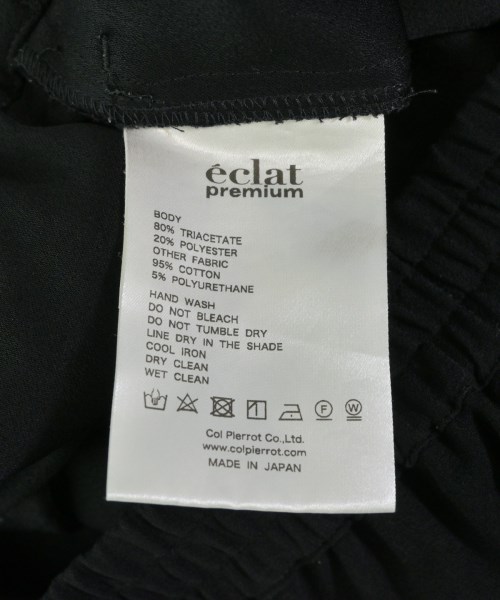 éclat
premium
BODY
80% TRIACETATE
20% POLYESTER
OTHER FABRIC
95% COTTON
5% POLYURETHANE
HAND WASH
DO NOT BLEACH
DO NOT TUMBLE DRY
LINE DRY IN THE SHADE
COOL IRON
DRY CLEAN
WET CLEAN
F W
Col Pierrot Co.,Ltd.
www.colpierrot.com
MADE IN JAPAN